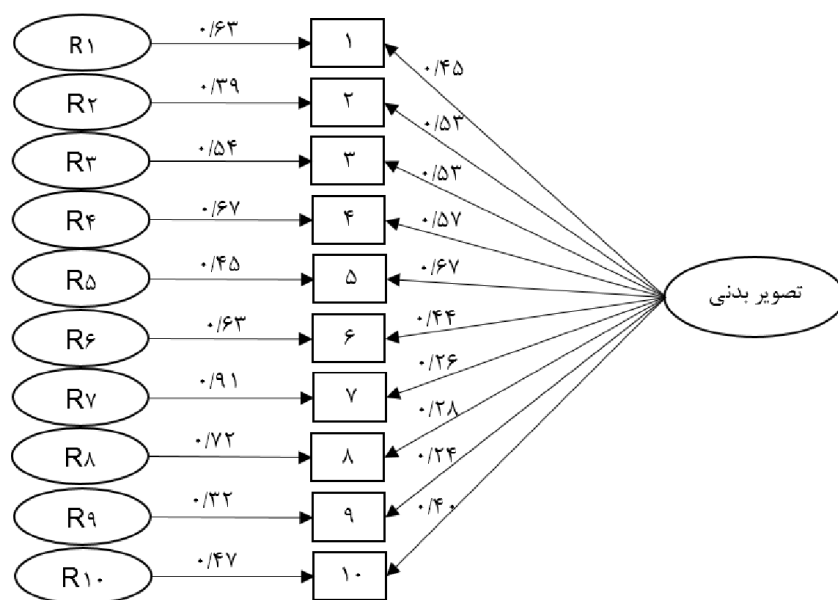 R۱ ۰/۶۳ ۱ ۰/۴۵
R۲ ۰/۳۹ ۲ ۰/۵۳
R۳ ۰/۵۴ ۳ ۰/۵۳
R۴ ۰/۶۷ ۴ ۰/۵۷
R۵ ۰/۴۵ ۵ ۰/۶۷
تصویر بدنی
R۶ ۰/۶۳ ۶ ۰/۴۴
R۷ ۰/۹۱ ۷ ۰/۲۶
R۸ ۰/۷۲ ۸ ۰/۲۸
R۹ ۰/۳۲ ۹ ۰/۲۴
R۱۰ ۰/۴۷ ۱۰ ۰/۴۰